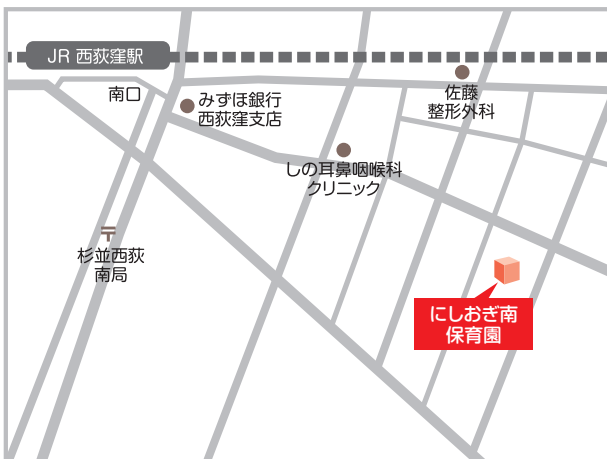 JR 西荻窪駅
南口
みずほ銀行
西荻窪支店
佐藤
整形外科
しの耳鼻咽喉科
クリニック
〒
杉並西荻
南局
にしおぎ南
保育園